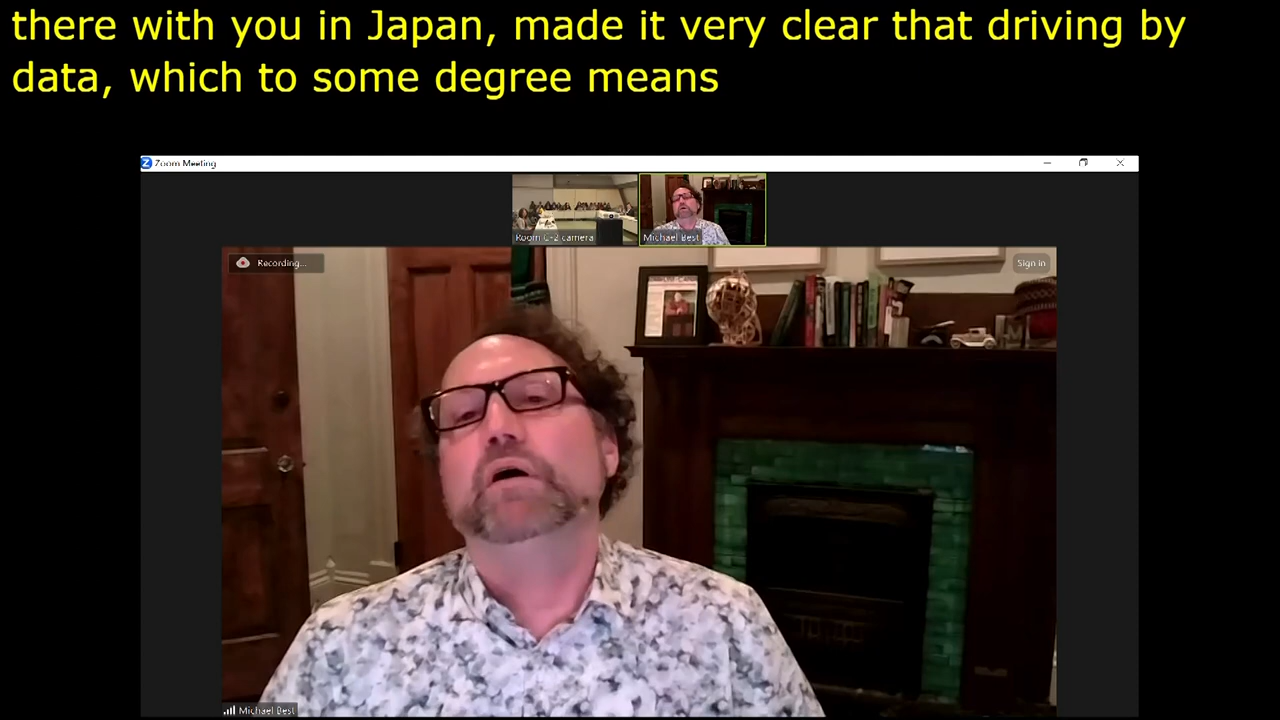 there with you in Japan, made it very clear that driving by
data, which to some degree means
Zoom Meeting
Room C-2 camera
Michael Best
Recording...
Sign in
Michael Best